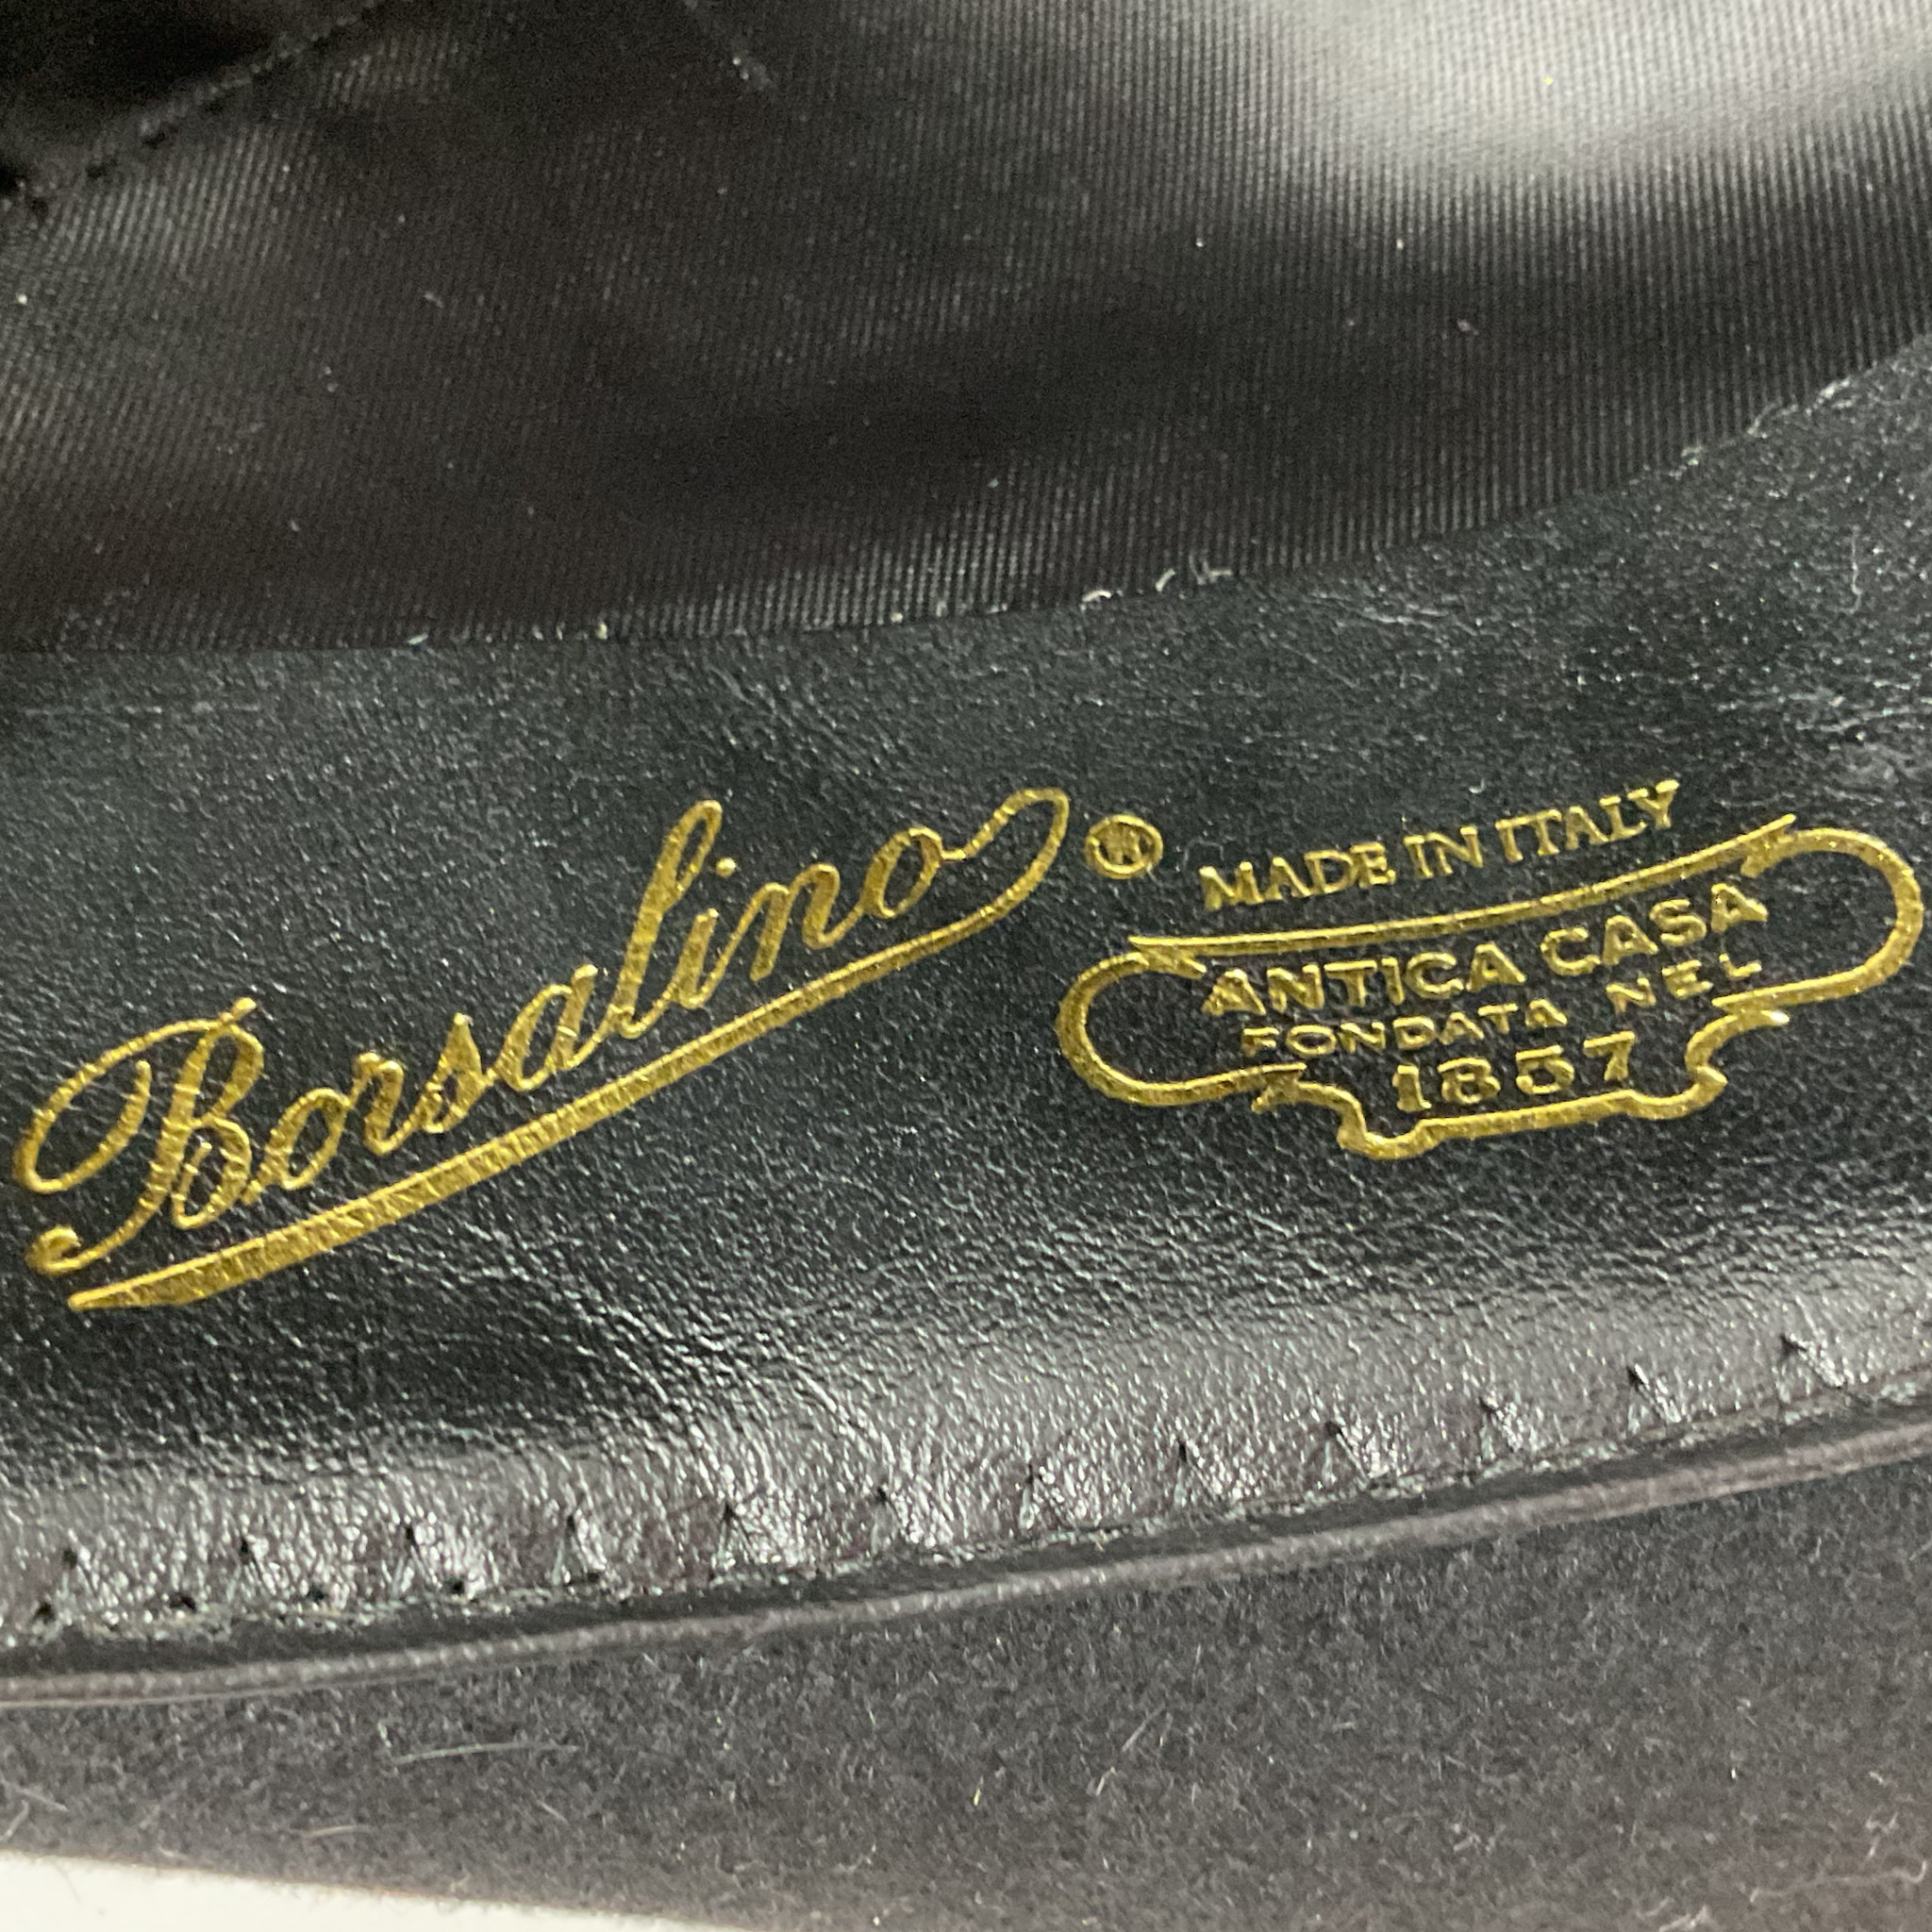 Borsalino ®
MADE IN ITALY
ANTICA CASA
FONDATA NEL
1857